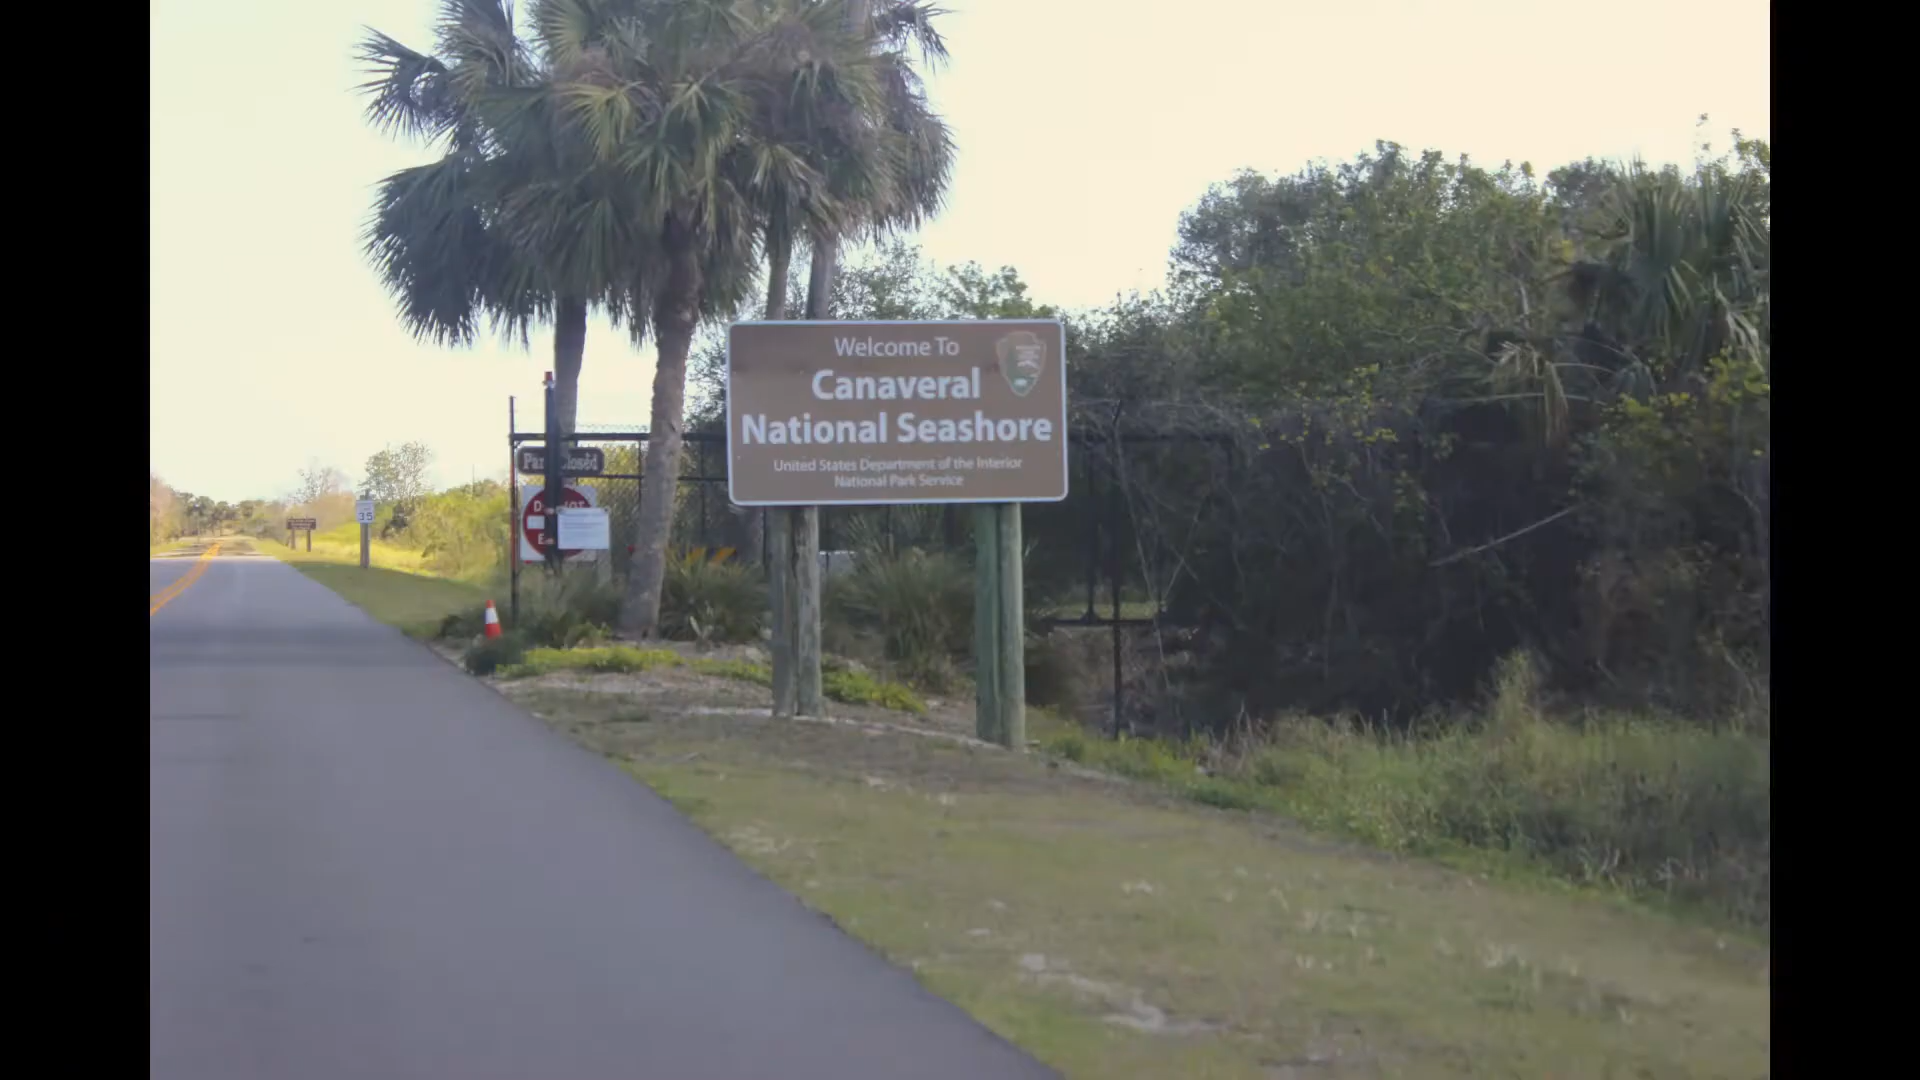 Welcome To
Canaveral
National Seashore
United States Department of the Interior
National Park Service
35